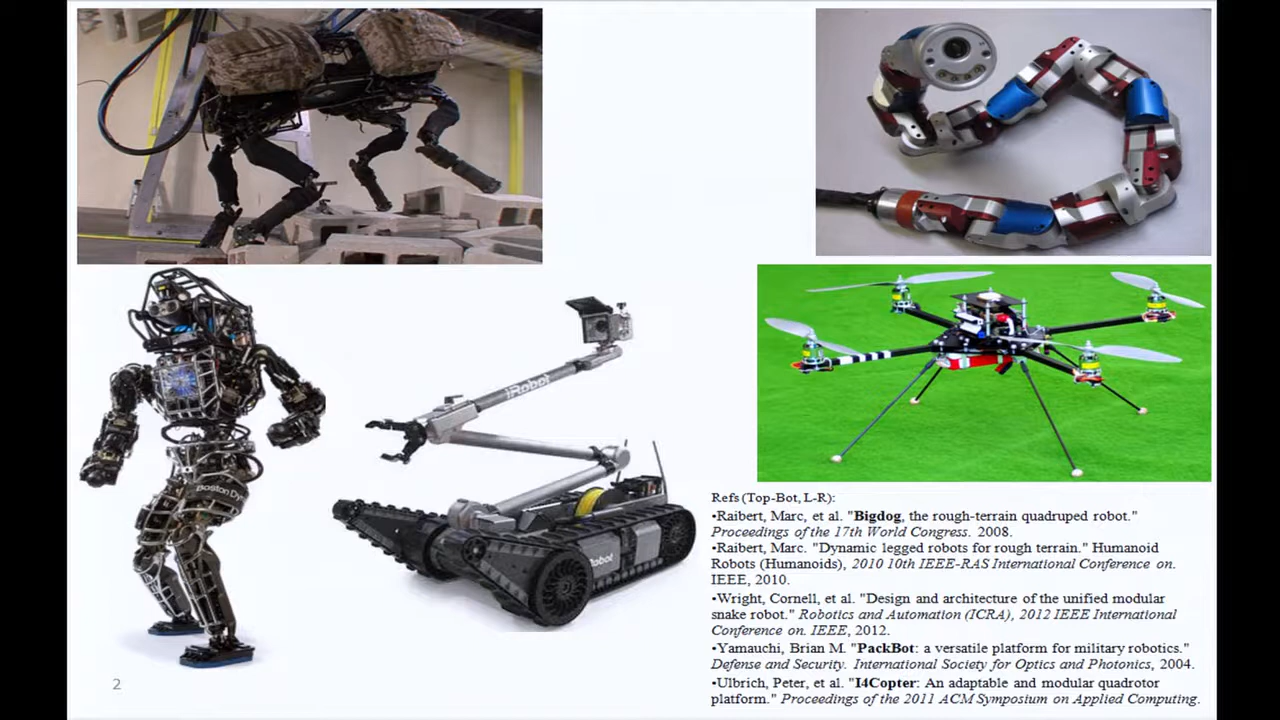 iRobot
Boston Dy
Robot
Refs (Top-Bot, L-R):
•Raibert, Marc, et al. "Bigdog, the rough-terrain quadruped robot."
Proceedings of the 17th World Congress. 2008.
•Raibert, Marc. "Dynamic legged robots for rough terrain." Humanoid
Robots (Humanoids), 2010 10th IEEE-RAS International Conference on.
IEEE, 2010.
•Wright, Cornell, et al. "Design and architecture of the unified modular
snake robot." Robotics and Automation (ICRA), 2012 IEEE International
Conference on. IEEE, 2012.
•Yamauchi, Brian M. "PackBot: a versatile platform for military robotics."
Defense and Security. International Society for Optics and Photonics, 2004.
•Ulbrich, Peter, et al. "I4Copter: An adaptable and modular quadrotor
platform." Proceedings of the 2011 ACM Symposium on Applied Computing.
2